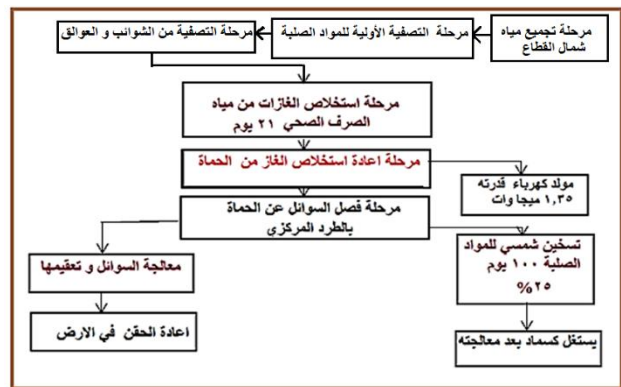 مرحلة تجميع مياه
شمال القطاع
مرحلة التصفية الأولية للمواد الصلبة
مرحلة التصفية من الشوائب و العوالق
مرحلة استخلاص الغازات من مياه
الصرف الصحي ٢١ يوم
مرحلة اعادة استخلاص الغاز من الحماة
مولد كهرباء قدرته
١,٣٥ ميجا وات
مرحلة فصل السوائل عن الحماة
بالطرد المركزي
تسخين شمسي للمواد
الصلبة ١٠٠ يوم
٢٥%
معالجة السوائل و تعقيمها
اعادة الحقن في الارض
يستغل كسماد بعد معالجته